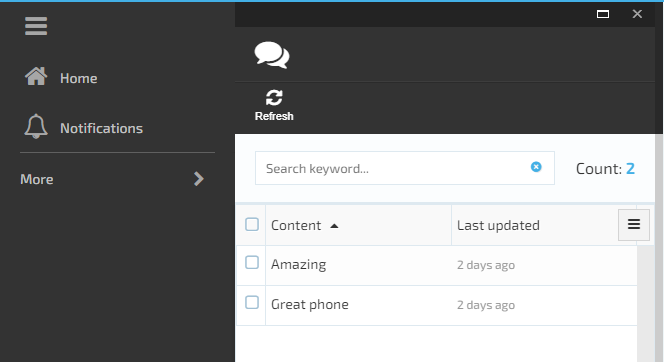 Home
Notifications
More
Refresh
Search keyword...
Count: 2
Content
Last updated
Amazing
2 days ago
Great phone
2 days ago